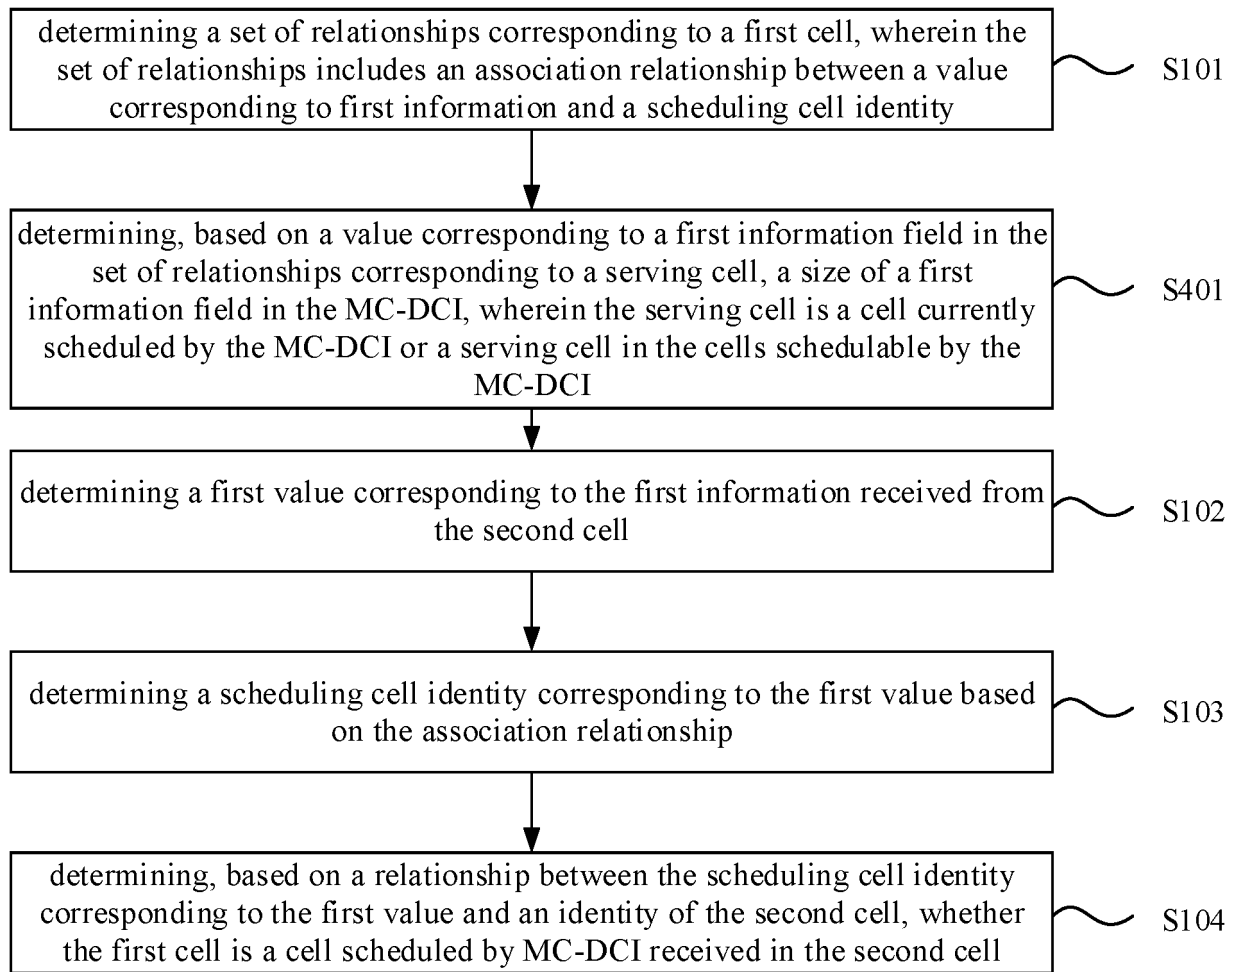 determining a set of relationships corresponding to a first cell, wherein the
set of relationships includes an association relationship between a value
corresponding to first information and a scheduling cell identity
S101
determining, based on a value corresponding to a first information field in the
set of relationships corresponding to a serving cell, a size of a first
information field in the MC-DCI, wherein the serving cell is a cell currently
scheduled by the MC-DCI or a serving cell in the cells schedulable by the
MC-DCI
S401
determining a first value corresponding to the first information received from
the second cell
S102
determining a scheduling cell identity corresponding to the first value based
on the association relationship
S103
determining, based on a relationship between the scheduling cell identity
corresponding to the first value and an identity of the second cell, whether
the first cell is a cell scheduled by MC-DCI received in the second cell
S104